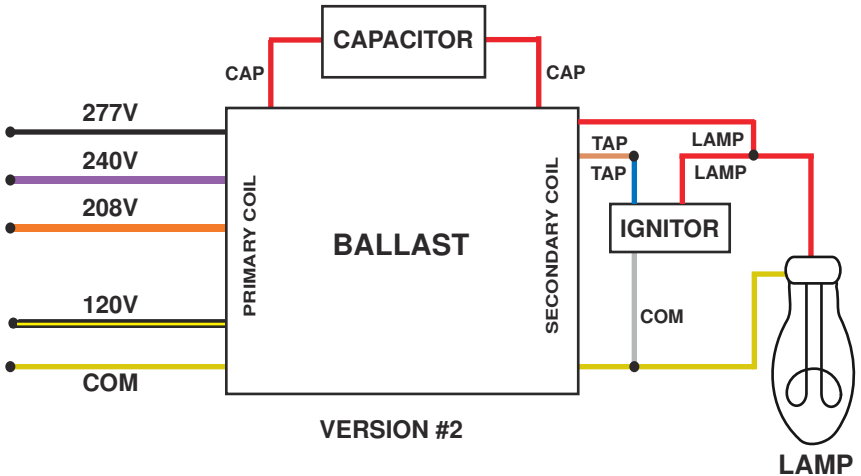 CAPACITOR
CAP
CAP
277V
240V
208V
120V
COM
PRIMARY COIL
BALLAST
SECONDARY COIL
TAP
TAP
LAMP
LAMP
IGNITOR
COM
VERSION #2
LAMP